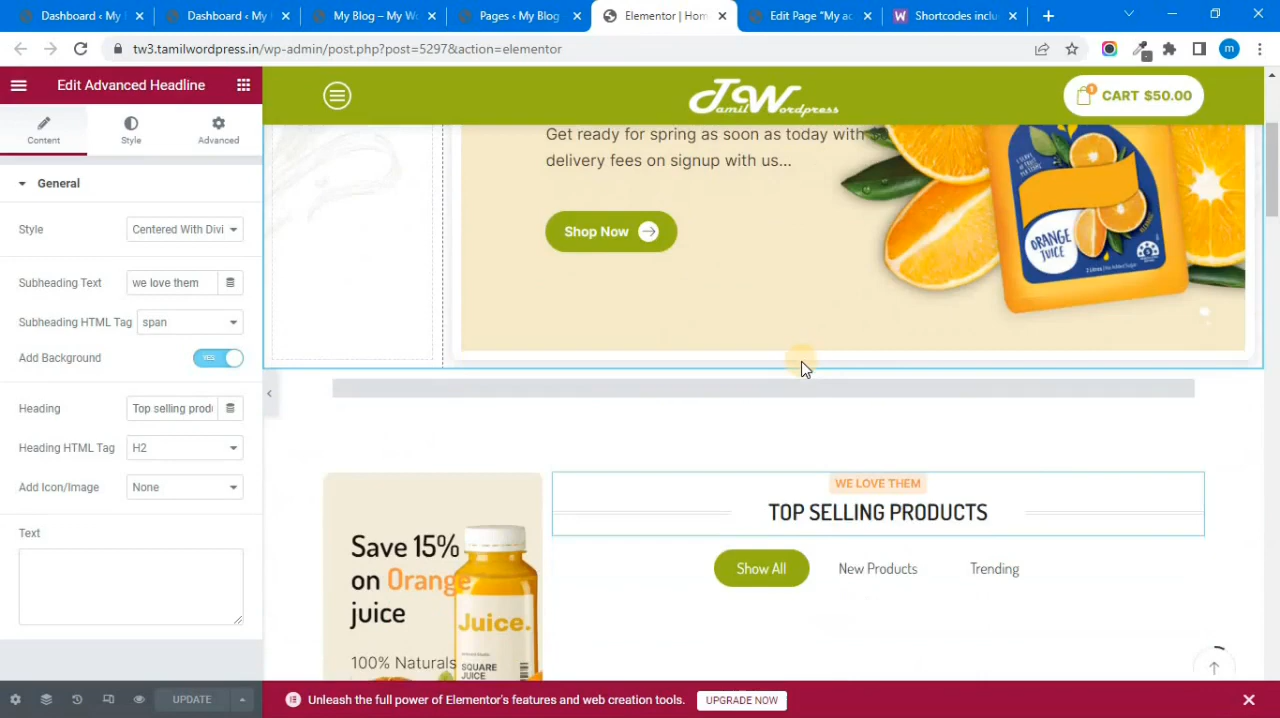 Dashboard ‹ My B
Dashboard ‹ My
My Blog – My W
Pages ‹ My Blog
Elementor | Hom
Edit Page "My ac
Shortcodes inclu
tw3.tamilwordpress.in/wp-admin/post.php?post=5297&action=elementor
m
Edit Advanced Headline
TamilWordpress
1
CART $50.00
Content
Style
Advanced
General
Style
Centered With Divi
Subheading Text
we love them
Subheading HTML Tag
span
Add Background
YES
Heading
Top selling produ
Heading HTML Tag
H2
Add Icon/Image
None
Text
Get ready for spring as soon as today with $
delivery fees on signup with us...
Shop Now
ORANGE
JUICE
WE LOVE THEM
TOP SELLING PRODUCTS
Show All
New Products
Trending
Save 15%
on Orange
juice
100% Naturals
Juice.
SQUARE
JUICE
UPDATE
Unleash the full power of Elementor's features and web creation tools.
UPGRADE NOW